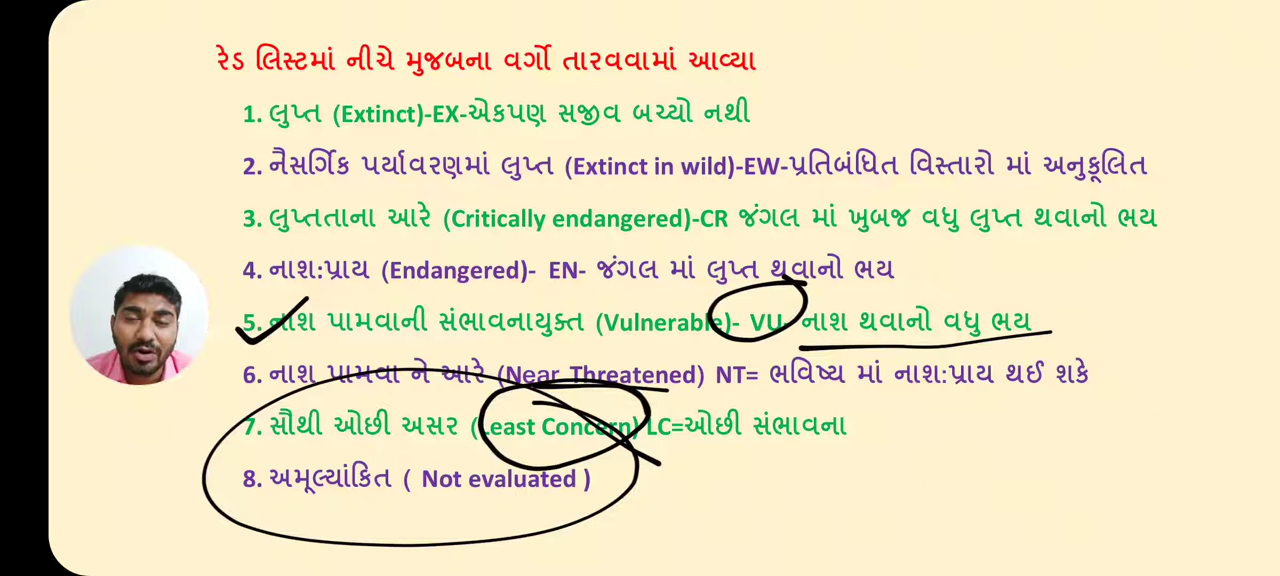 રેડ લિસ્ટમાં નીચે મુજબના વર્ગો તારવવામાં આવ્યા
1. લુપ્ત (Extinct)-EX-એકપણ સજીવ બચ્યો નથી
2. નૈસર્ગિક પર્યાવરણમાં લુપ્ત (Extinct in wild)-EW-પ્રતિબંધિત વિસ્તારો માં અનુકૂલિત
3. લુપ્તતાના આરે (Critically endangered)-CR જંગલ માં ખુબજ વધુ લુપ્ત થવાનો ભય
4. નાશ:પ્રાય (Endangered)- EN- જંગલ માં લુપ્ત થવાનો ભય
5. નાશ પામવાની સંભાવનાયુક્ત (Vulnerable)- VU- નાશ થવાનો વધુ ભય
6. નાશ પામવા ને આરે (Near Threatened) NT= ભવિષ્ય માં નાશ:પ્રાય થઈ શકે
7. સૌથી ઓછી અસર (Least Concern) LC=ઓછી સંભાવના
8. અમૂલ્યાંકિત ( Not evaluated )